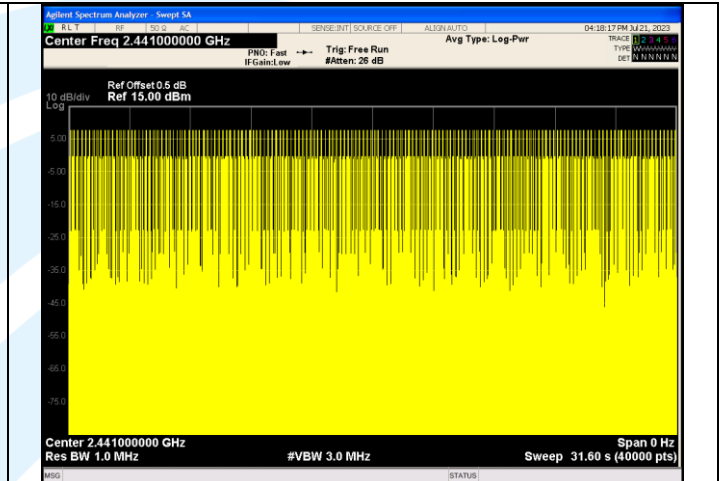 Agilent Spectrum Analyzer - Swept SA
RLT RF 50 Ω AC SENSE:INT SOURCE OFF ALIGN AUTO 04:18:17 PM Jul 21, 2023
Center Freq 2.441000000 GHz Avg Type: Log-Pwr TRACE 1 2 3 4 5
PNO: Fast Trig: Free Run TYPE
IFGain:Low #Atten: 26 dB DET N N N N N
Ref Offset 0.5 dB
10 dB/div Ref 15.00 dBm
Log
5.00
-5.00
-15.0
-25.0
-35.0
-45.0
-55.0
-65.0
-75.0
Center 2.441000000 GHz Span 0 Hz
Res BW 1.0 MHz #VBW 3.0 MHz Sweep 31.60 s (40000 pts)
MSG STATUS